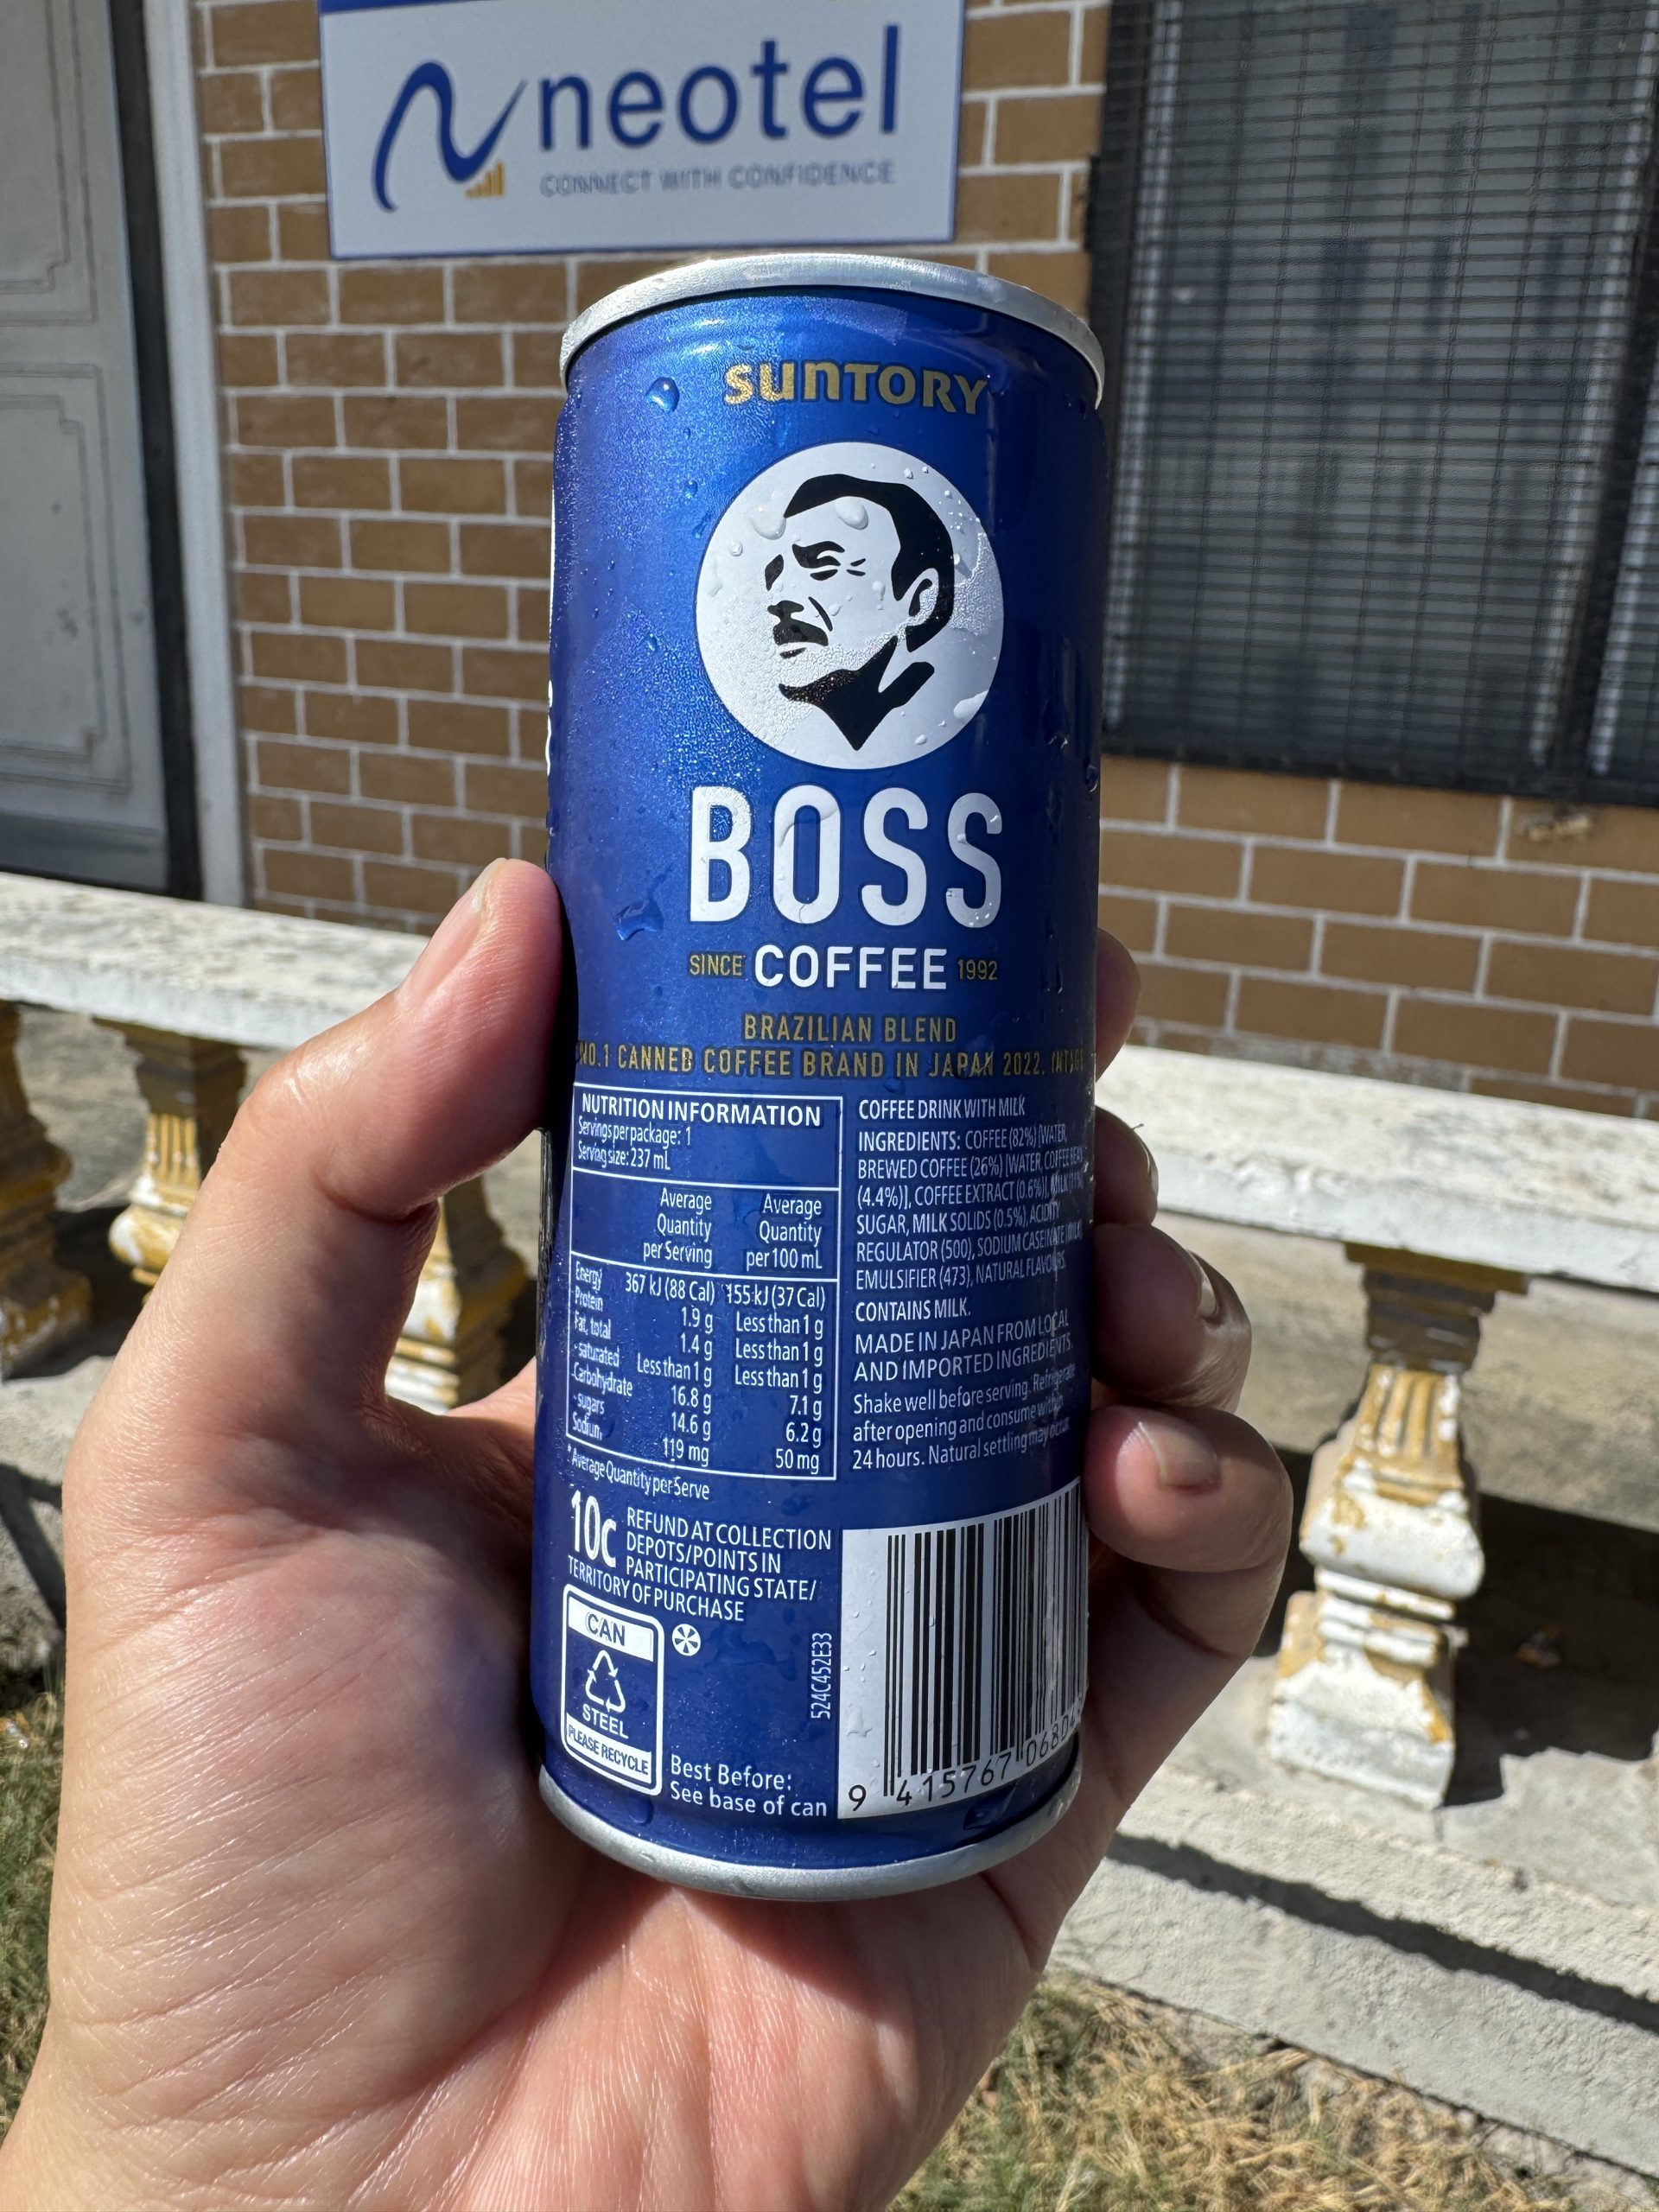 neotel
CONNECT WITH CONFIDENCE
SUNTORY
BOSS
SINCE COFFEE 1992
BRAZILIAN BLEND
NO.1 CANNED COFFEE BRAND IN JAPAN 2022.
NUTRITION INFORMATION
Servings per package: 1
Serving size: 237 mL
Average Average
Quantity Quantity
per Serving per 100 mL
Energy 367 kJ (88 Cal) 155 kJ (37 Cal)
Protein 1.9 g Less than 1 g
Fat, total 1.4 g Less than 1 g
- saturated Less than 1 g Less than 1 g
Carbohydrate 16.8 g 7.1 g
- sugars 14.6 g 6.2 g
Sodium 119 mg 50 mg
* Average Quantity per Serve
COFFEE DRINK WITH MILK
INGREDIENTS: COFFEE (82%) [WATER,
BREWED COFFEE (26%) [WATER, COFFEE BEAN
(4.4%)], COFFEE EXTRACT (0.6%)], MILK
SUGAR, MILK SOLIDS (0.5%), ACIDITY
REGULATOR (500), SODIUM CASEINATE (MILK)
EMULSIFIER (473), NATURAL FLAVOURS.
CONTAINS MILK.
MADE IN JAPAN FROM LOCAL
AND IMPORTED INGREDIENTS.
Shake well before serving. Refrigerate
after opening and consume within
24 hours. Natural settling may occur.
10c REFUND AT COLLECTION
DEPOTS/POINTS IN
PARTICIPATING STATE/
TERRITORY OF PURCHASE
CAN
STEEL
PLEASE RECYCLE
524C452E33
Best Before:
See base of can
9 415767